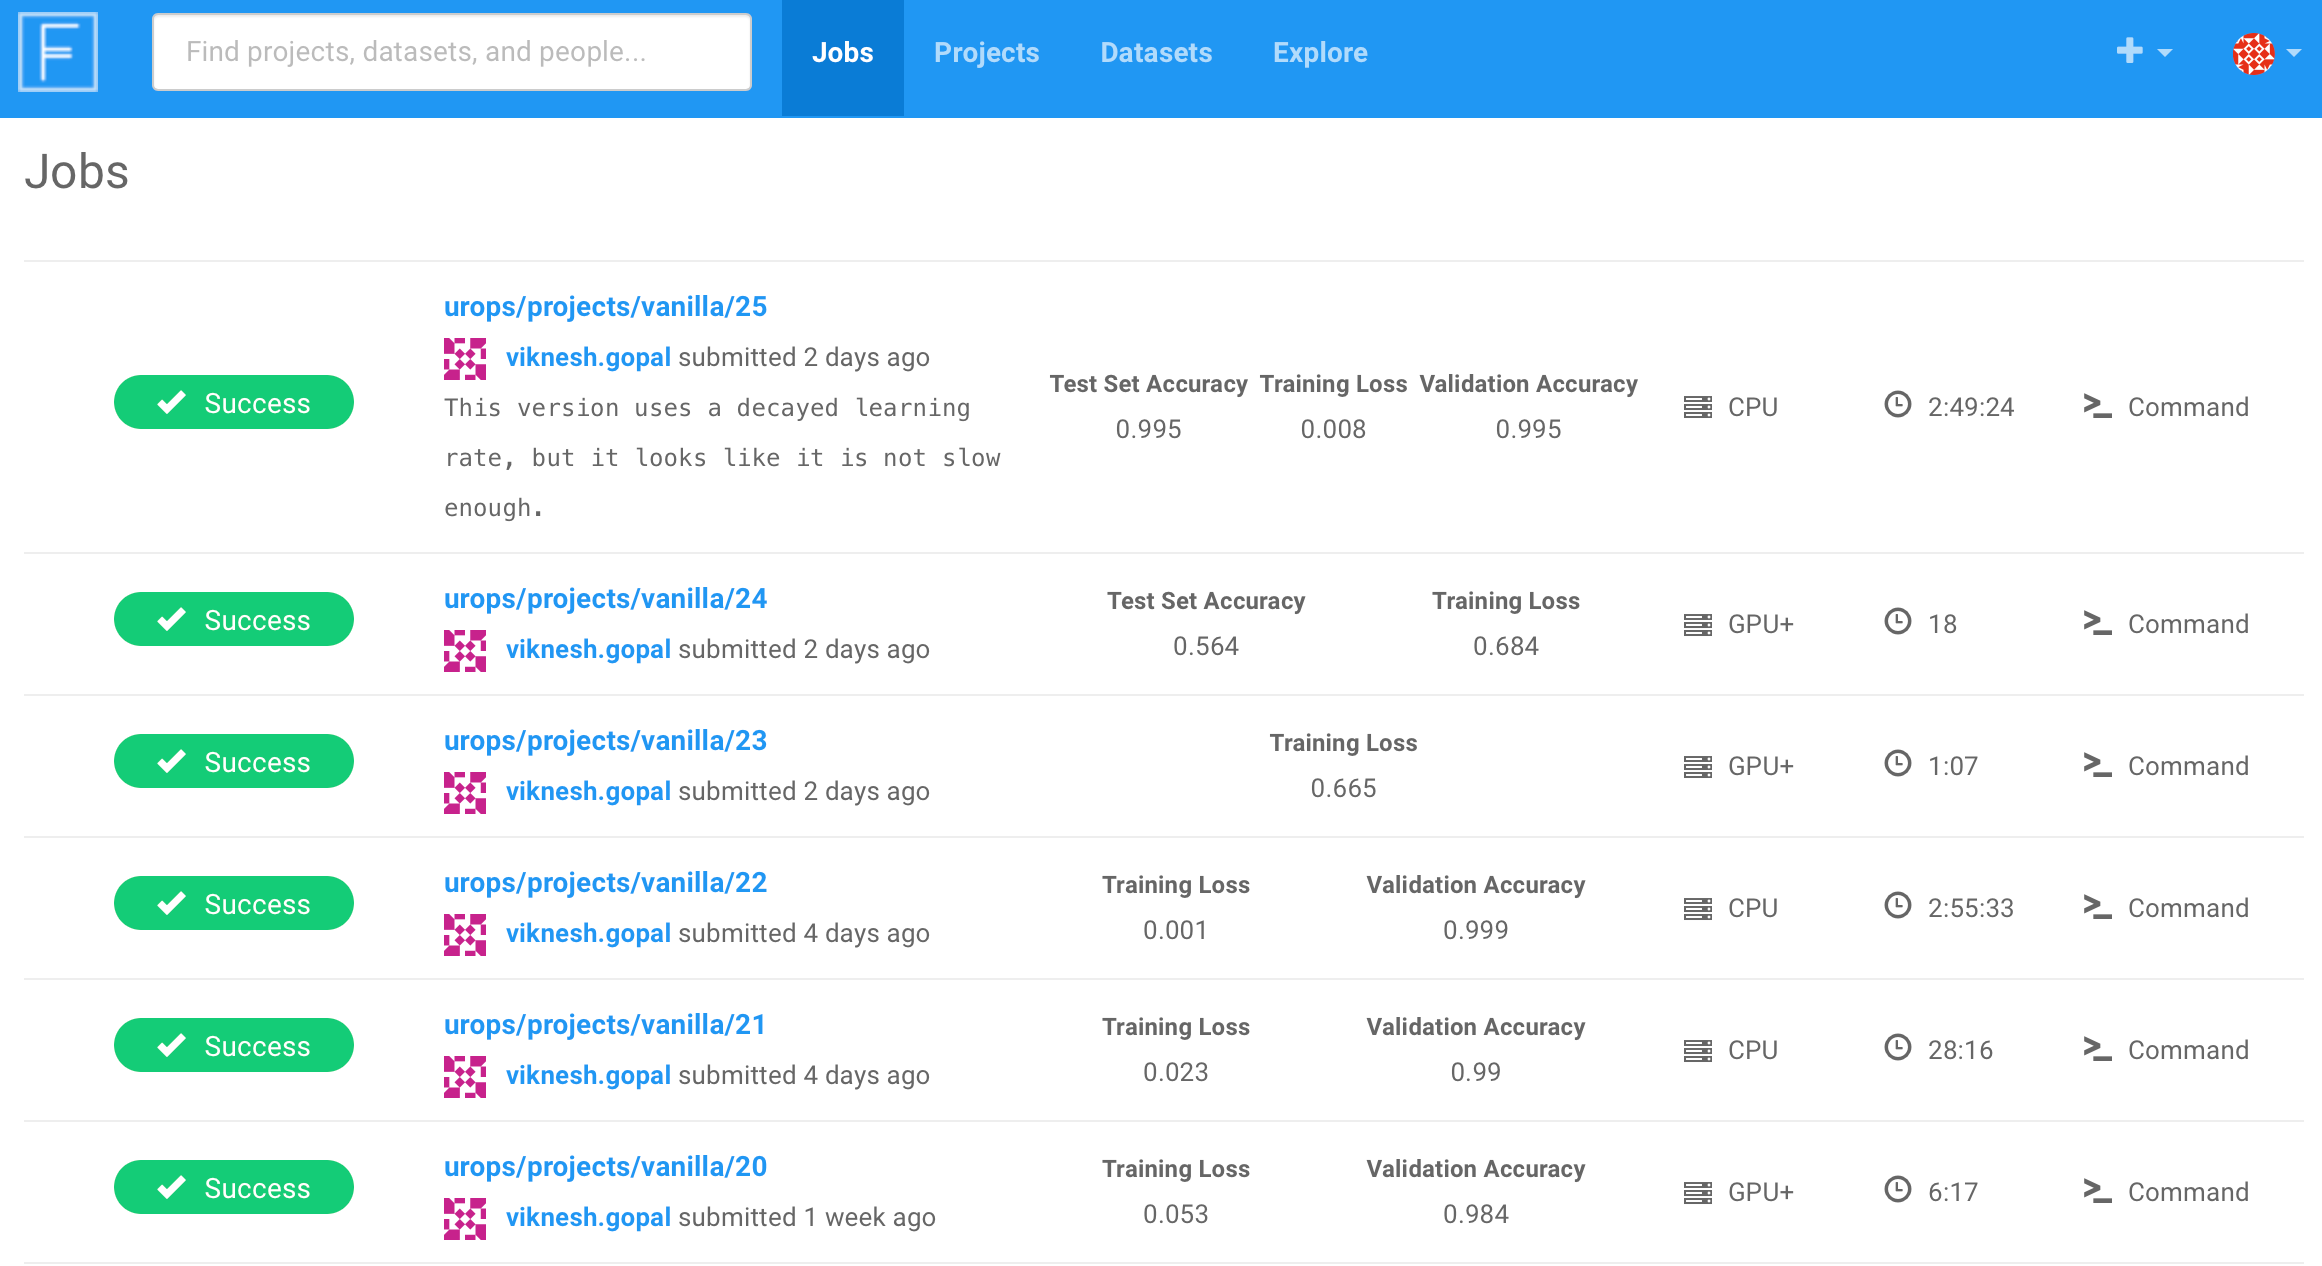 F
Find projects, datasets, and people...
Jobs Projects Datasets Explore
Jobs
Success
urops/projects/vanilla/25
viknesh.gopal submitted 2 days ago
This version uses a decayed learning
rate, but it looks like it is not slow
enough.
Test Set Accuracy Training Loss Validation Accuracy
0.995 0.008 0.995
CPU
2:49:24
Command
Success
urops/projects/vanilla/24
viknesh.gopal submitted 2 days ago
Test Set Accuracy Training Loss
0.564 0.684
GPU+
18
Command
Success
urops/projects/vanilla/23
viknesh.gopal submitted 2 days ago
Training Loss
0.665
GPU+
1:07
Command
Success
urops/projects/vanilla/22
viknesh.gopal submitted 4 days ago
Training Loss Validation Accuracy
0.001 0.999
CPU
2:55:33
Command
Success
urops/projects/vanilla/21
viknesh.gopal submitted 4 days ago
Training Loss Validation Accuracy
0.023 0.99
CPU
28:16
Command
Success
urops/projects/vanilla/20
viknesh.gopal submitted 1 week ago
Training Loss Validation Accuracy
0.053 0.984
GPU+
6:17
Command